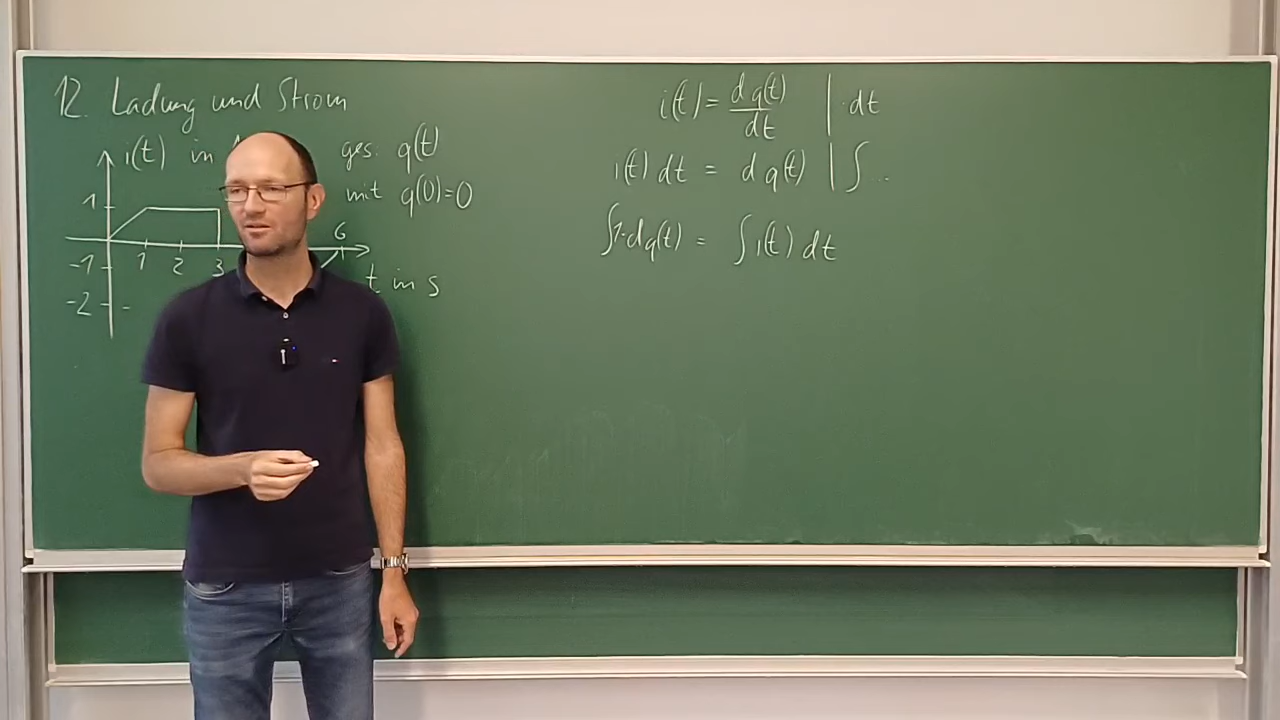 12. Ladung und Strom
i(t) in
ges. q(t)
mit q(0)=0
1
-1
-2
1 2 3
6
t in s
i(t) = dq(t)/dt | · dt
i(t) dt = dq(t) | ∫ ...
∫1·dq(t) = ∫ i(t) dt